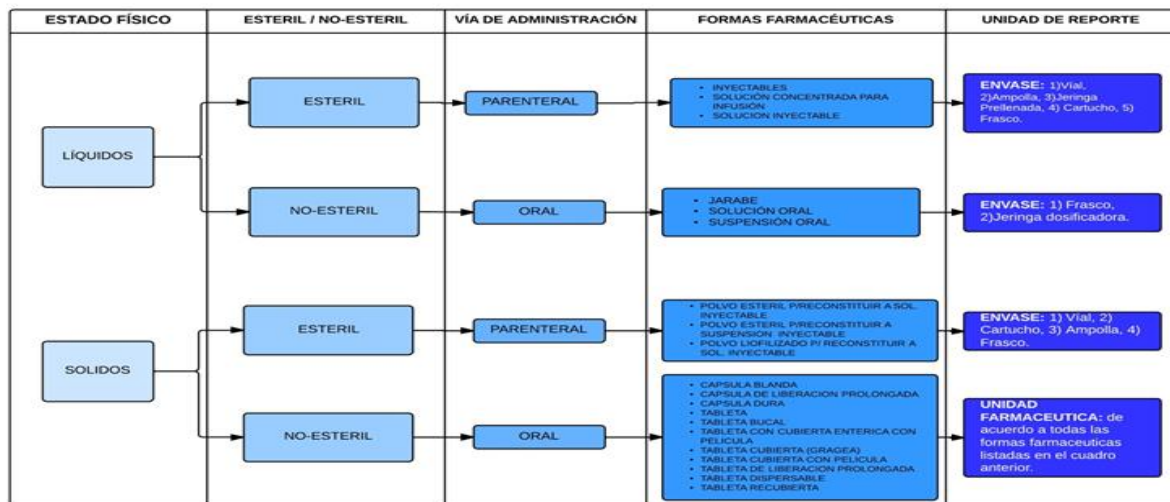 ESTADO FÍSICO
ESTERIL / NO-ESTERIL
VÍA DE ADMINISTRACIÓN
FORMAS FARMACÉUTICAS
UNIDAD DE REPORTE
LÍQUIDOS
ESTERIL
PARENTERAL
• INYECTABLES
• SOLUCIÓN CONCENTRADA PARA
INFUSIÓN
• SOLUCION INYECTABLE
ENVASE: 1)Víal,
2)Ampolla, 3)Jeringa
Prellenada, 4) Cartucho, 5)
Frasco.
NO-ESTERIL
ORAL
• JARABE
• SOLUCIÓN ORAL
• SUSPENSIÓN ORAL
ENVASE: 1) Frasco,
2)Jeringa dosificadora.
SOLIDOS
ESTERIL
PARENTERAL
• POLVO ESTERIL P/RECONSTITUIR A SOL.
INYECTABLE
• POLVO ESTERIL P/RECONSTITUIR A
SUSPENSION INYECTABLE
• POLVO LIOFILIZADO P/ RECONSTITUIR A
SOL. INYECTABLE
ENVASE: 1) Víal, 2)
Cartucho, 3) Ampolla, 4)
Frasco.
NO-ESTERIL
ORAL
• CAPSULA BLANDA
• CAPSULA DE LIBERACION PROLONGADA
• CAPSULA DURA
• TABLETA
• TABLETA BUCAL
• TABLETA CON CUBIERTA ENTERICA CON
PELICULA
• TABLETA CUBIERTA (GRAGEA)
• TABLETA CUBIERTA CON PELICULA
• TABLETA DE LIBERACION PROLONGADA
• TABLETA DISPERSABLE
• TABLETA RECUBIERTA
UNIDAD
FARMACEUTICA: de
acuerdo a todas las
formas farmaceuticas
listadas en el cuadro
anterior.